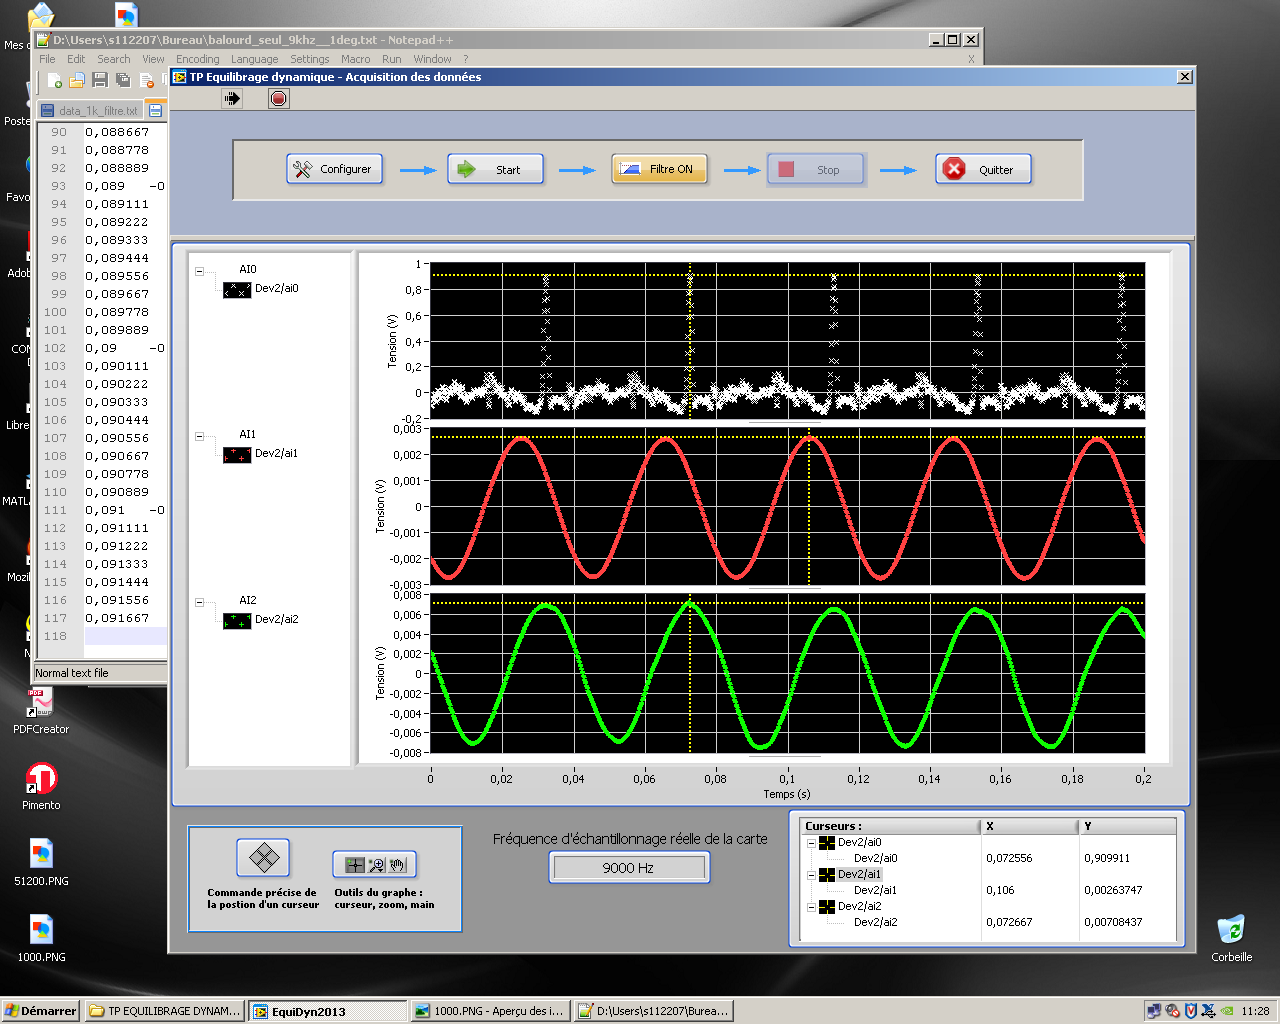 D:\Users\s112207\Bureau\balourd_seul_9khz__1deg.txt - Notepad++
File Edit Search View Encoding Language Settings Macro Run Window ? X
TP Equilibrage dynamique - Acquisition des données
data_1k_filtre.txt
Configurer
Start
Filtre ON
Stop
Quitter
90 0,088667
91 0,088778
92 0,088889
93 0,089 -0
94 0,089111
95 0,089222
96 0,089333
97 0,089444
98 0,089556
99 0,089667
100 0,089778
101 0,089889
102 0,09 -0
103 0,090111
104 0,090222
105 0,090333
106 0,090444
107 0,090556
108 0,090667
109 0,090778
110 0,090889
111 0,091 -0
112 0,091111
113 0,091222
114 0,091333
115 0,091444
116 0,091556
117 0,091667
118
Normal text file
AI0
Dev2/ai0
AI1
Dev2/ai1
AI2
Dev2/ai2
Tension (V)
1
0,8
0,6
0,4
0,2
0
-0,2
Tension (V)
0,003
0,002
0,001
0
-0,001
-0,002
-0,003
Tension (V)
0,008
0,006
0,004
0,002
0
-0,002
-0,004
-0,006
-0,008
0 0,02 0,04 0,06 0,08 0,1 0,12 0,14 0,16 0,18 0,2
Temps (s)
Commande précise de
la postion d'un curseur
Outils du graphe :
curseur, zoom, main
Fréquence d'échantillonnage réelle de la carte
9000 Hz
Curseurs : X Y
Dev2/ai0
Dev2/ai0 0,072556 0,909911
Dev2/ai1
Dev2/ai1 0,106 0,00263747
Dev2/ai2
Dev2/ai2 0,072667 0,00708437
PDFCreator
Pimento
51200.PNG
1000.PNG
Corbeille
Démarrer
TP EQUILIBRAGE DYNAM...
EquiDyn2013
1000.PNG - Aperçu des i...
D:\Users\s112207\Bureau...
11:28